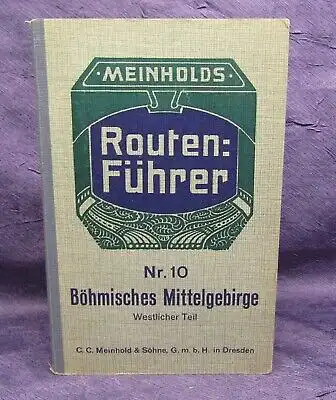 MEINHOLDS
Routen:
Führer
Nr. 10
Böhmisches Mittelgebirge
Westlicher Teil
C. C. Meinhold & Söhne, G. m. b. H. in Dresden